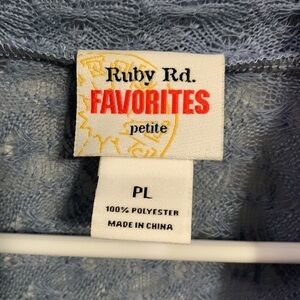 Ruby Rd.
FAVORITES
petite
PL
100% POLYESTER
MADE IN CHINA